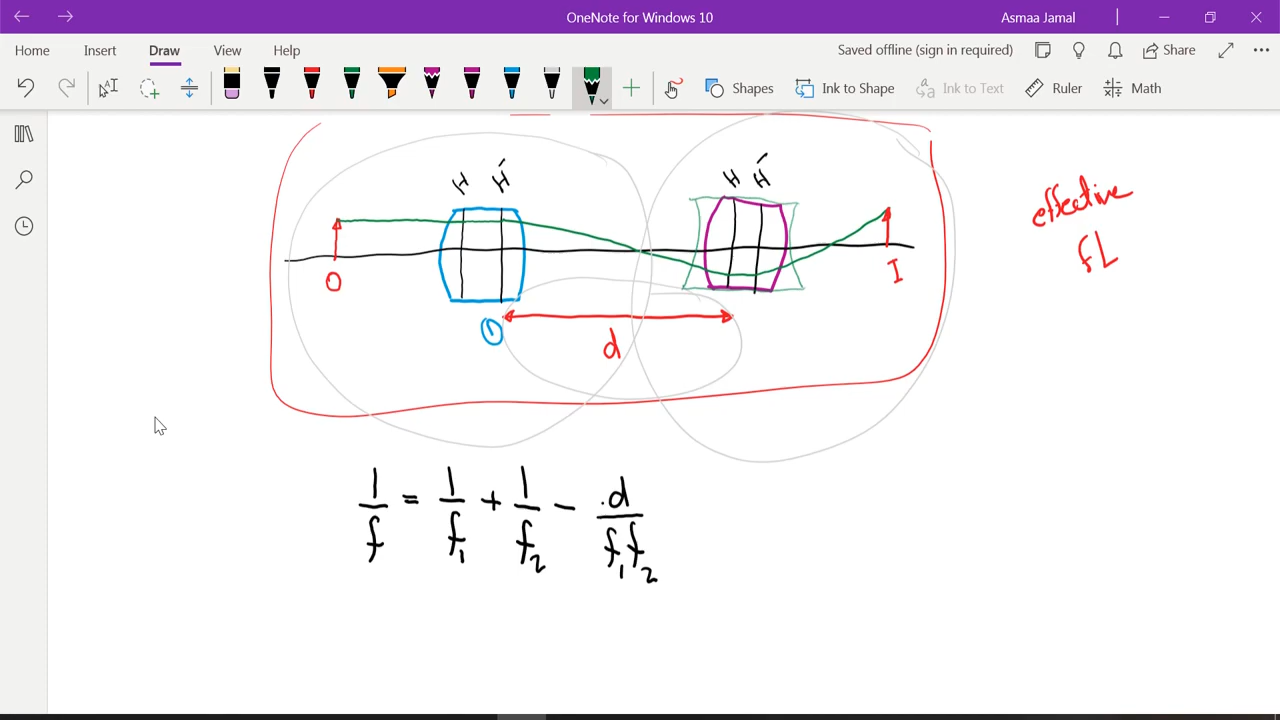 OneNote for Windows 10
Asmaa Jamal
Home Insert Draw View Help
Saved offline (sign in required)
Share
Shapes
Ink to Shape
Ink to Text
Ruler
Math
H H́
H H́
effective
fL
O
I
①
d
1/f = 1/f₁ + 1/f₂ − d/f₁f₂